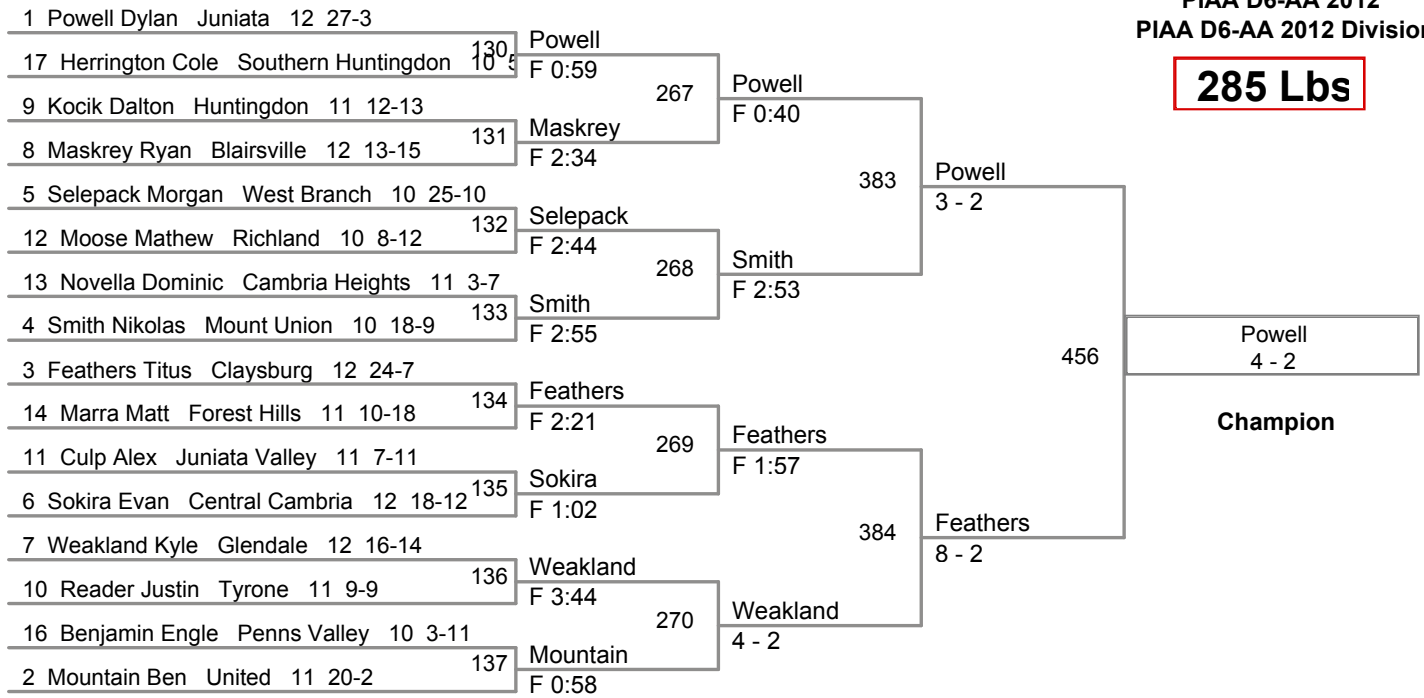 PIAA D6-AA 2012
PIAA D6-AA 2012 Division
285 Lbs
1 Powell Dylan Juniata 12 27-3
17 Herrington Cole Southern Huntingdon 10 5
9 Kocik Dalton Huntingdon 11 12-13
8 Maskrey Ryan Blairsville 12 13-15
5 Selepack Morgan West Branch 10 25-10
12 Moose Mathew Richland 10 8-12
13 Novella Dominic Cambria Heights 11 3-7
4 Smith Nikolas Mount Union 10 18-9
3 Feathers Titus Claysburg 12 24-7
14 Marra Matt Forest Hills 11 10-18
11 Culp Alex Juniata Valley 11 7-11
6 Sokira Evan Central Cambria 12 18-12
7 Weakland Kyle Glendale 12 16-14
10 Reader Justin Tyrone 11 9-9
16 Benjamin Engle Penns Valley 10 3-11
2 Mountain Ben United 11 20-2
130
Powell
F 0:59
131
Maskrey
F 2:34
132
Selepack
F 2:44
133
Smith
F 2:55
134
Feathers
F 2:21
135
Sokira
F 1:02
136
Weakland
F 3:44
137
Mountain
F 0:58
267
Powell
F 0:40
268
Smith
F 2:53
269
Feathers
F 1:57
270
Weakland
4 - 2
383
Powell
3 - 2
384
Feathers
8 - 2
456
Powell
4 - 2
Champion